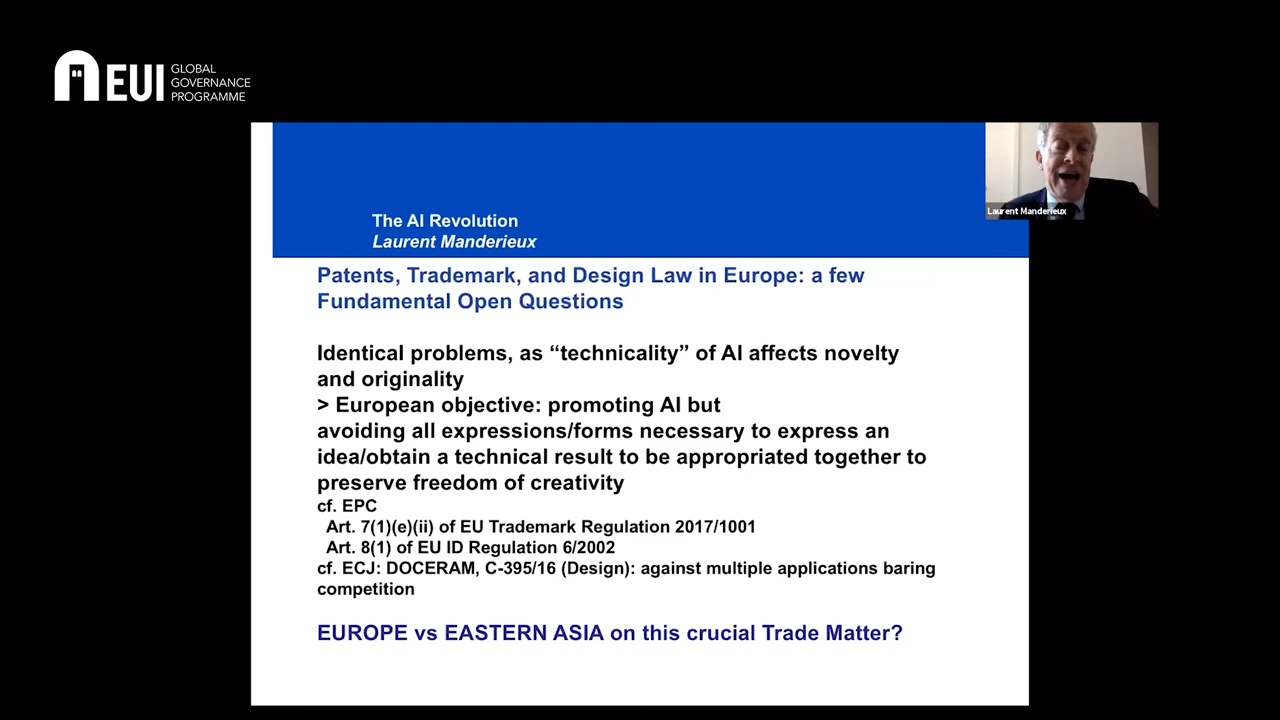 EUI
GLOBAL
GOVERNANCE
PROGRAMME
Laurent Manderieux
The AI Revolution
Laurent Manderieux
Patents, Trademark, and Design Law in Europe: a few
Fundamental Open Questions
Identical problems, as “technicality” of AI affects novelty
and originality
> European objective: promoting AI but
avoiding all expressions/forms necessary to express an
idea/obtain a technical result to be appropriated together to
preserve freedom of creativity
cf. EPC
Art. 7(1)(e)(ii) of EU Trademark Regulation 2017/1001
Art. 8(1) of EU ID Regulation 6/2002
cf. ECJ: DOCERAM, C-395/16 (Design): against multiple applications baring
competition
EUROPE vs EASTERN ASIA on this crucial Trade Matter?